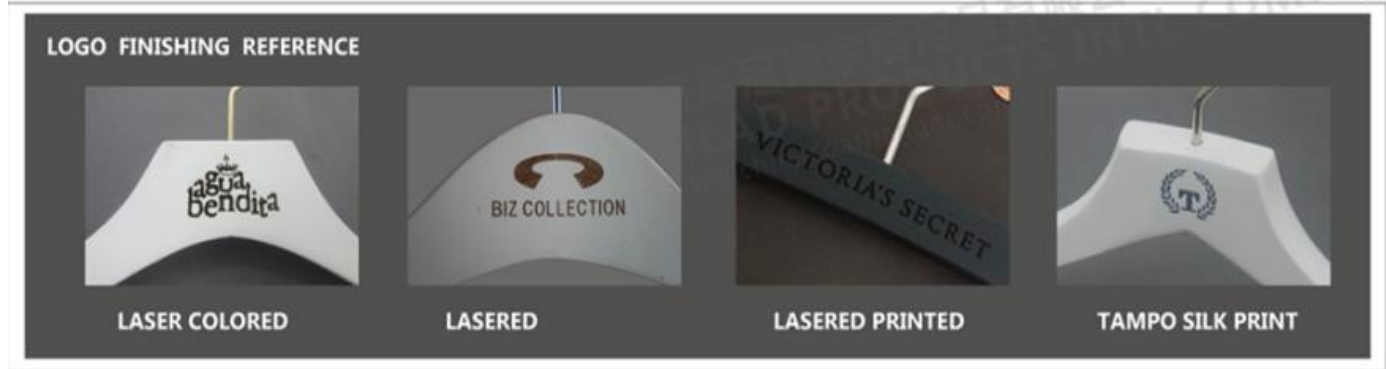 LOGO FINISHING REFERENCE
agua
bendita
BIZ COLLECTION
VICTORIA'S SECRET
T
LASER COLORED
LASERED
LASERED PRINTED
TAMPO SILK PRINT